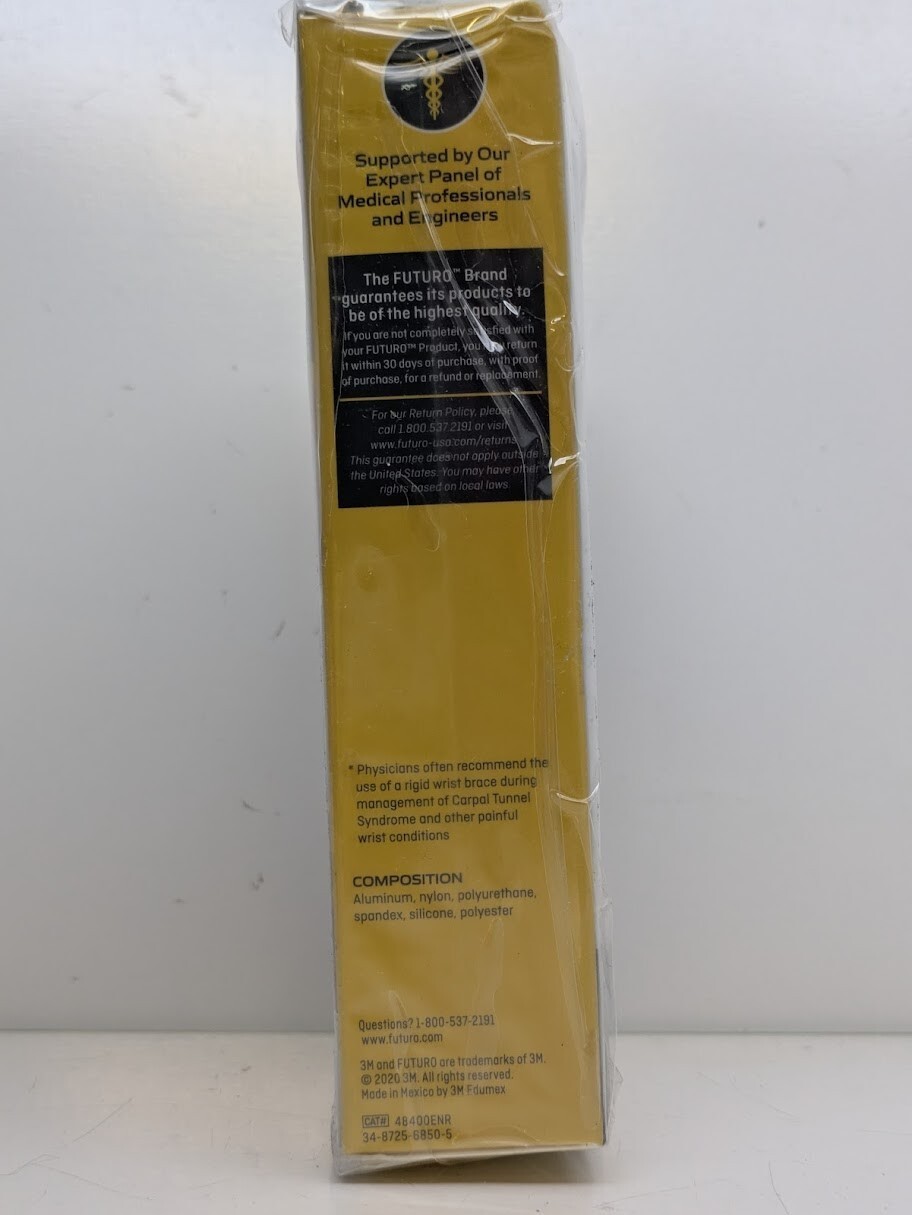 Supported by Our
Expert Panel of
Medical Professionals
and Engineers
The FUTURO™ Brand
guarantees its products to
be of the highest quality.
If you are not completely satisfied with
your FUTURO™ Product, you may return
it within 30 days of purchase, with proof
of purchase, for a refund or replacement.
For our Return Policy, please
call 1.800.537.2191 or visit
www.futuro-usa.com/returns.
This guarantee does not apply outside
the United States. You may have other
rights based on local laws.
* Physicians often recommend the
use of a rigid wrist brace during
management of Carpal Tunnel
Syndrome and other painful
wrist conditions
COMPOSITION
Aluminum, nylon, polyurethane,
spandex, silicone, polyester
Questions? 1-800-537-2191
www.futuro.com
3M and FUTURO are trademarks of 3M.
© 2020 3M. All rights reserved.
Made in Mexico by 3M Edumex
CAT# 48400ENR
34-8725-6850-5